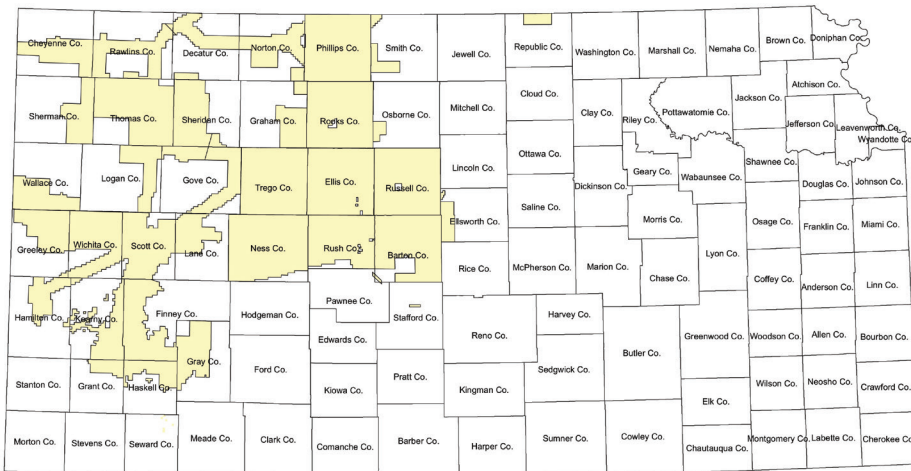 Cheyenne Co.
Rawlins Co.
Decatur Co.
Norton Co.
Phillips Co.
Smith Co.
Jewell Co.
Republic Co.
Washington Co.
Marshall Co.
Nemaha Co.
Brown Co.
Doniphan Co.
Sherman Co.
Thomas Co.
Sheriden Co.
Graham Co.
Rooks Co.
Osborne Co.
Mitchell Co.
Cloud Co.
Clay Co.
Riley Co.
Pottawatomie Co.
Jackson Co.
Atchison Co.
Jefferson Co.
Leavenworth Co.
Wyandotte Co.
Wallace Co.
Logan Co.
Gove Co.
Trego Co.
Ellis Co.
Russell Co.
Lincoln Co.
Ottawa Co.
Dickinson Co.
Geary Co.
Wabaunsee Co.
Shawnee Co.
Douglas Co.
Johnson Co.
Greeley Co.
Wichita Co.
Scott Co.
Lane Co.
Ness Co.
Rush Co.
Barton Co.
Ellsworth Co.
Rice Co.
Saline Co.
McPherson Co.
Marion Co.
Morris Co.
Chase Co.
Lyon Co.
Osage Co.
Coffey Co.
Franklin Co.
Anderson Co.
Miami Co.
Linn Co.
Hamilton Co.
Kearny Co.
Finney Co.
Hodgeman Co.
Pawnee Co.
Edwards Co.
Stafford Co.
Reno Co.
Harvey Co.
Sedgwick Co.
Butler Co.
Greenwood Co.
Woodson Co.
Allen Co.
Bourbon Co.
Stanton Co.
Grant Co.
Haskell Co.
Gray Co.
Ford Co.
Kiowa Co.
Pratt Co.
Kingman Co.
Elk Co.
Wilson Co.
Neosho Co.
Crawford Co.
Morton Co.
Stevens Co.
Seward Co.
Meade Co.
Clark Co.
Comanche Co.
Barber Co.
Harper Co.
Sumner Co.
Cowley Co.
Chautauqua Co.
Montgomery Co.
Labette Co.
Cherokee Co.